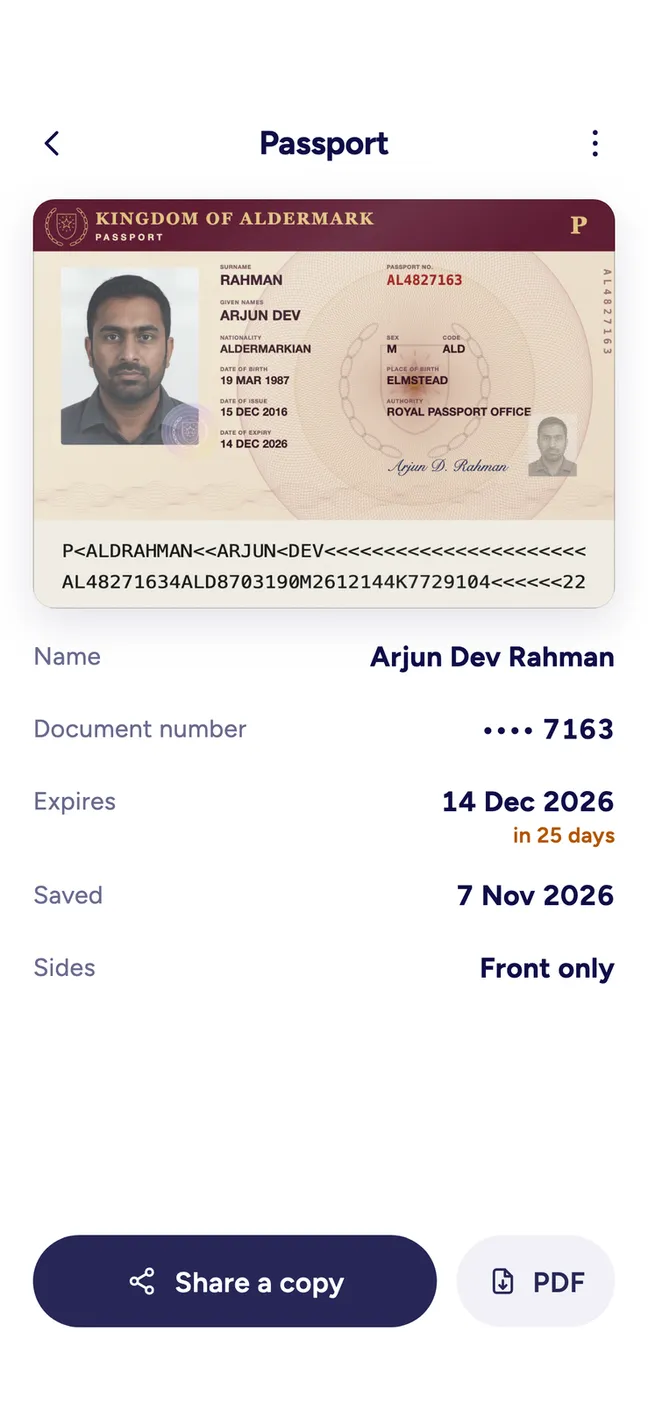 Passport
KINGDOM OF ALDERMARK
PASSPORT
P
SURNAME
RAHMAN
PASSPORT NO.
AL4827163
AL4827163
GIVEN NAMES
ARJUN DEV
NATIONALITY
ALDERMARKIAN
SEX
M
CODE
ALD
DATE OF BIRTH
19 MAR 1987
PLACE OF BIRTH
ELMSTEAD
DATE OF ISSUE
15 DEC 2016
AUTHORITY
ROYAL PASSPORT OFFICE
DATE OF EXPIRY
14 DEC 2026
Arjun D. Rahman
P<ALDRAHMAN<<ARJUN<DEV<<<<<<<<<<<<<<<<<<<<<<
AL48271634ALD8703190M2612144K7729104<<<<<<22
Name
Arjun Dev Rahman
Document number
•••• 7163
Expires
14 Dec 2026
in 25 days
Saved
7 Nov 2026
Sides
Front only
Share a copy
PDF